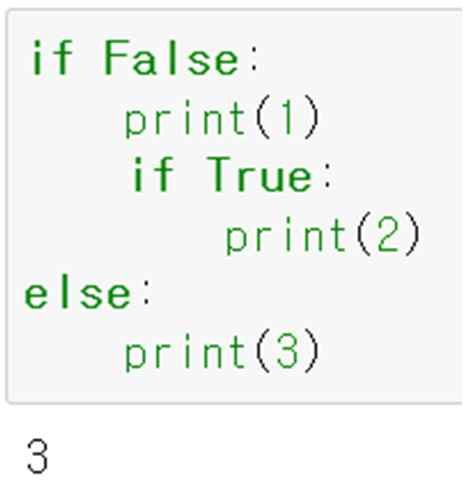 if False:
    print(1)
    if True:
        print(2)
else:
    print(3)
3